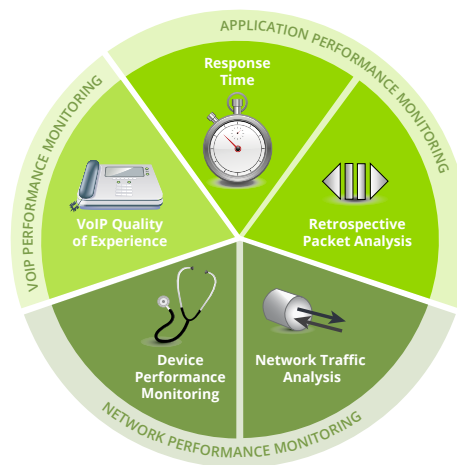 APPLICATION PERFORMANCE MONITORING
Response
Time
VOIP PERFORMANCE MONITORING
VoIP Quality
of Experience
Retrospective
Packet Analysis
Device
Performance
Monitoring
Network Traffic
Analysis
NETWORK PERFORMANCE MONITORING